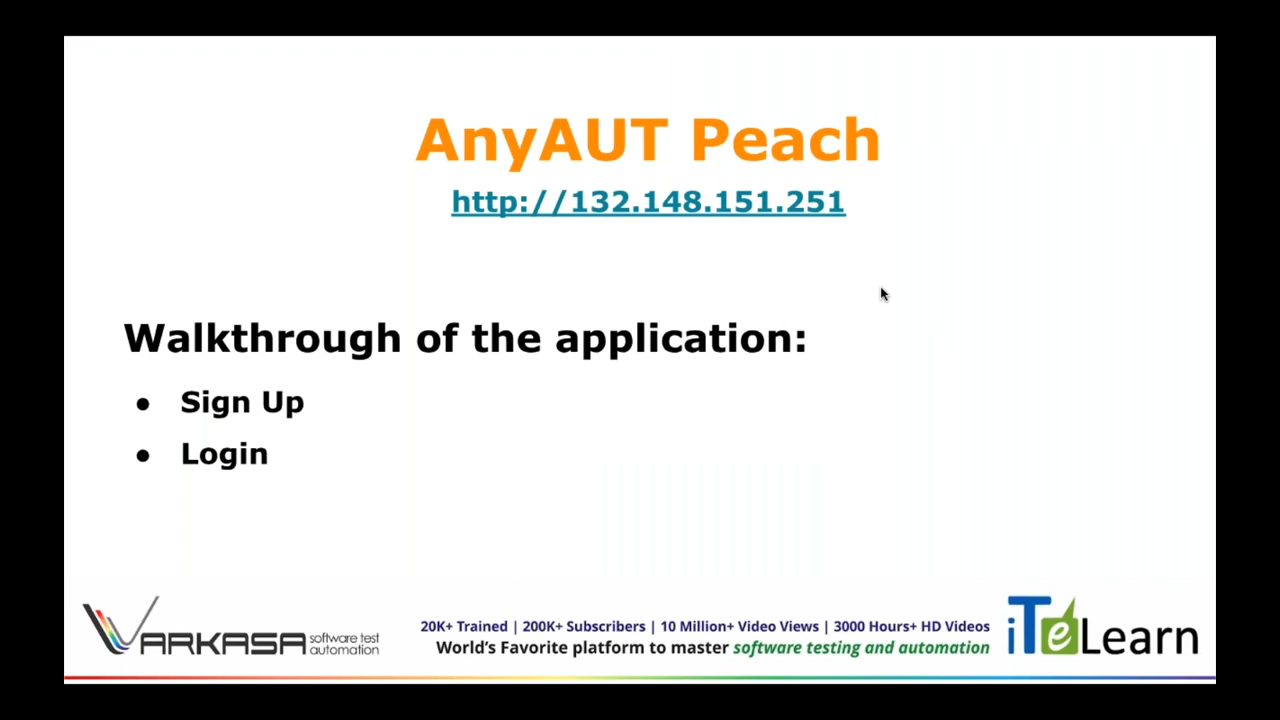 AnyAUT Peach
http://132.148.151.251
Walkthrough of the application:
● Sign Up
● Login
VARKASA software test automation
20K+ Trained | 200K+ Subscribers | 10 Million+ Video Views | 3000 Hours+ HD Videos
World's Favorite platform to master software testing and automation
iTeLearn